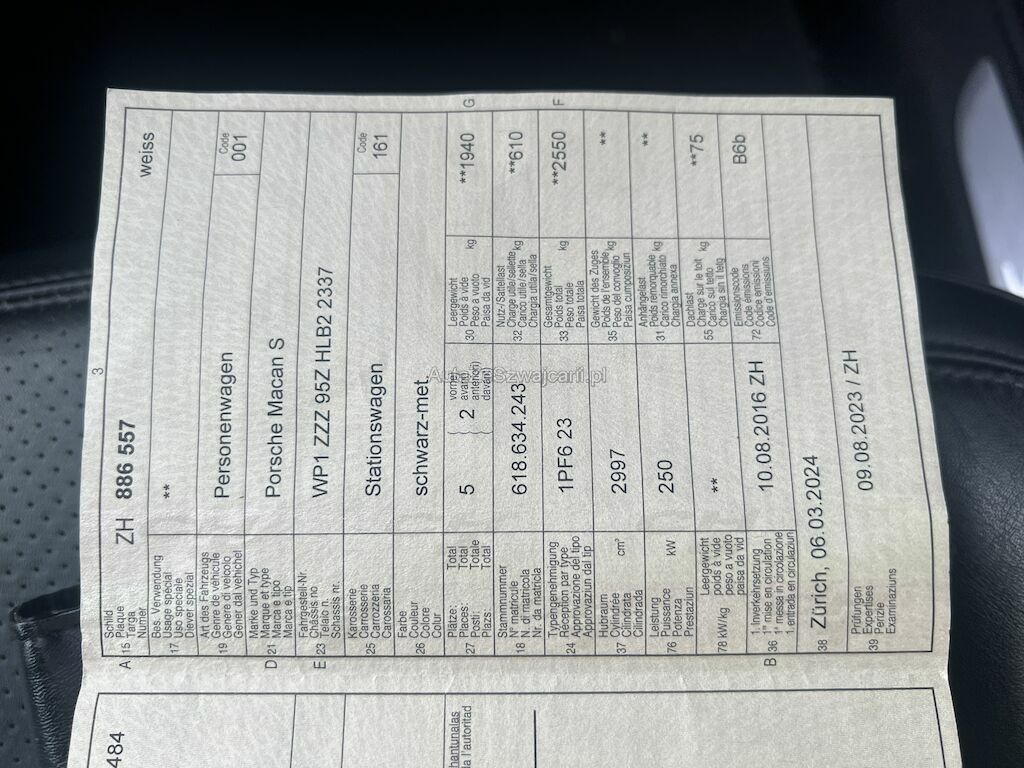 3
A 15 Schild
Plaque
Targa
Numer
ZH 886 557
weiss
17 Bes. Verwendung
Usage spécial
Uso speciale
Diever spezial
**
19 Art des Fahrzeugs
Genre de véhicule
Genere del veicolo
Gener dal vehichel
Personenwagen
Code
001
D 21 Marke und Typ
Marque et type
Marca e tipo
Marca e tip
Porsche Macan S
E 23 Fahrgestell-Nr.
Châssis no
Telaio n.
Schassis nr.
WP1 ZZZ 95Z HLB2 2337
25 Karosserie
Carrosserie
Carrozzeria
Carossaria
Stationswagen
Code
161
26 Farbe
Couleur
Colore
Colur
schwarz-met.
27 Plätze: Total
Places: Total
Posti: Totale
Plazs: Total
5
2
vorne)
avant)
anteriori)
davant)
G
30 Leergewicht
Poids à vide
Peso a vuoto
Paisa da vid
kg
**1940
18 Stammnummer
N° matricule
N. di matricola
Nr. da matricla
618.634.243
32 Nutz-/Sattellast
Charge utile/sellette
Carico utile/sella
Chargia utila/sella
kg
**610
24 Typengenehmigung
Réception par type
Approvazione del tipo
Approvaziun dal tip
1PF6 23
F
33 Gesamtgewicht
Poids total
Peso totale
Paisa totala
kg
**2550
37 Hubraum
Cylindrée
Cilindrata
Cilindrada
cm³
2997
35 Gewicht des Zuges
Poids de l'ensemble
Peso del convoglio
Paisa cumposiziun
kg
**
76 Leistung
Puissance
Potenza
Prestaziun
kW
250
31 Anhängelast
Poids remorquable
Carico rimorchiato
Chargia annexa
kg
**
78 kW/kg
Leergewicht
poids à vide
peso a vuoto
paisa da vid
**
55 Dachlast
Charge sur le toit
Carico sul tetto
Chargia sin il tetg
kg
**75
B 36 1. Inverkehrsetzung
1re mise en circulation
1a messa in circolazione
1. entrada en circulaziun
10.08.2016 ZH
72 Emissionscode
Code émissions
Codice emissioni
Code d'emissiuns
B6b
38
Zürich, 06.03.2024
39 Prüfungen
Expertises
Perizie
Examinaziuns
09.08.2023 / ZH
484
hantunalas
la l'autoritad